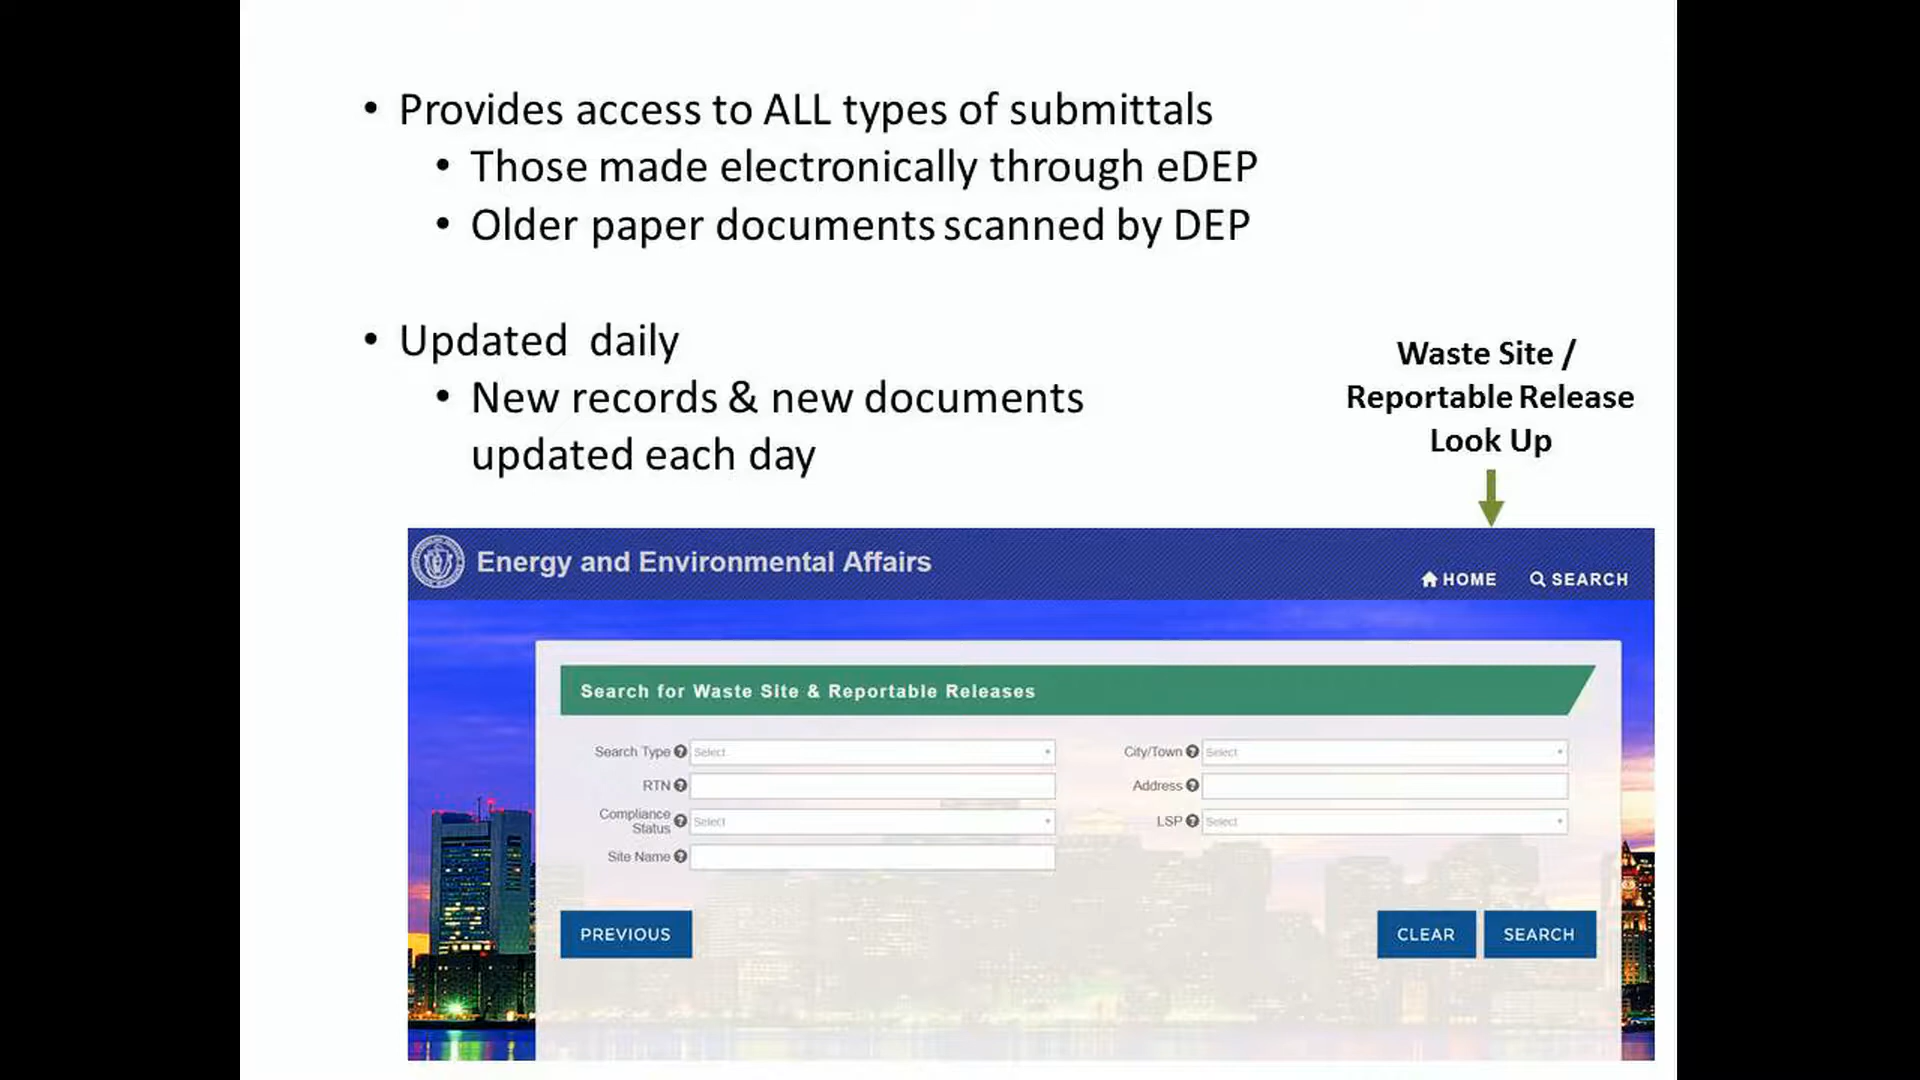 • Provides access to ALL types of submittals
• Those made electronically through eDEP
• Older paper documents scanned by DEP
• Updated daily
• New records & new documents
updated each day
Waste Site /
Reportable Release
Look Up
Energy and Environmental Affairs
HOME
SEARCH
Search for Waste Site & Reportable Releases
Search Type ? Select
City/Town ? Select
RTN ?
Address ?
Compliance
Status ? Select
LSP ? Select
Site Name ?
PREVIOUS
CLEAR
SEARCH